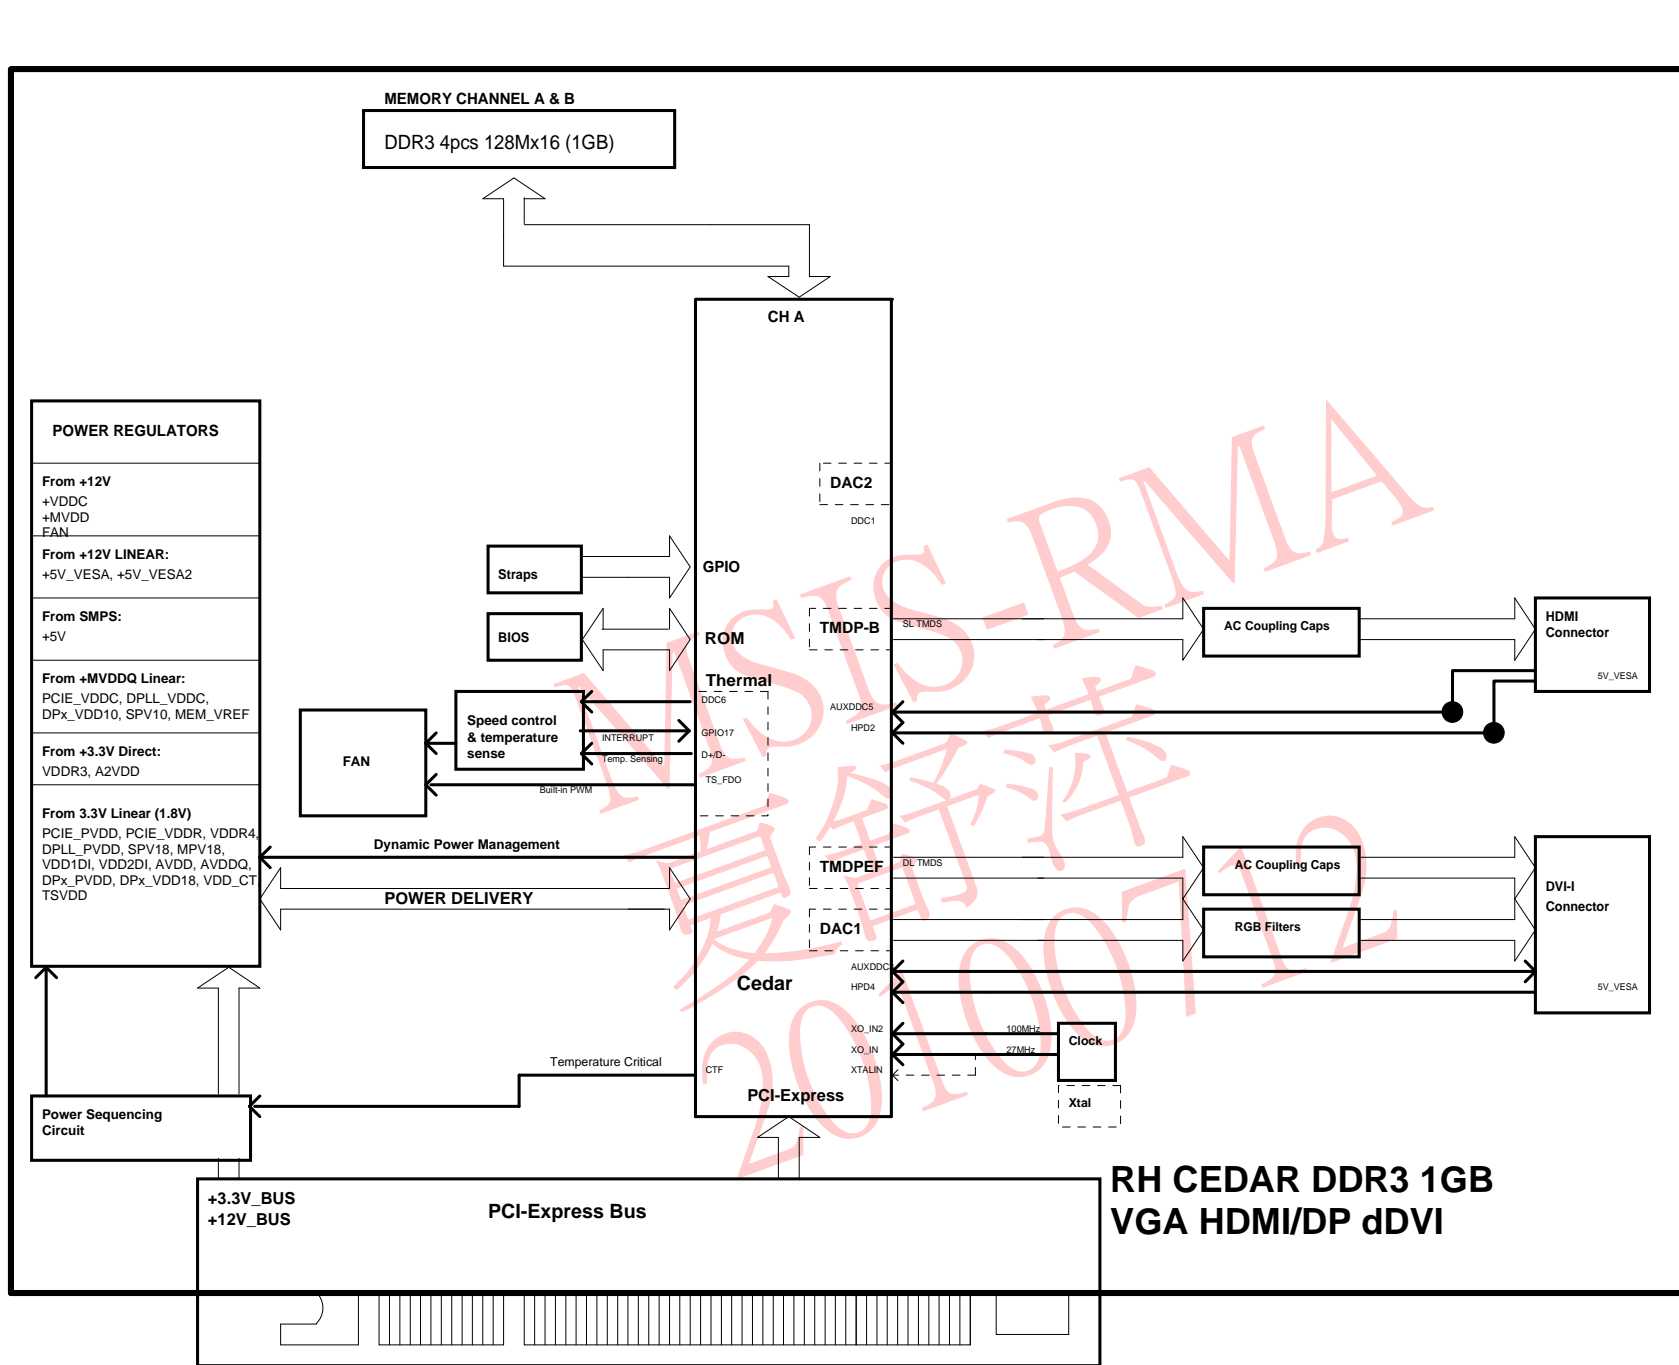 MEMORY CHANNEL A & B
DDR3 4pcs 128Mx16 (1GB)
CH A
POWER REGULATORS
From +12V
+VDDC
+MVDD
FAN
From +12V LINEAR:
+5V_VESA, +5V_VESA2
From SMPS:
+5V
From +MVDDQ Linear:
PCIE_VDDC, DPLL_VDDC,
DPx_VDD10, SPV10, MEM_VREF
From +3.3V Direct:
VDDR3, A2VDD
From 3.3V Linear (1.8V)
PCIE_PVDD, PCIE_VDDR, VDDR4,
DPLL_PVDD, SPV18, MPV18,
VDD1DI, VDD2DI, AVDD, AVDDQ,
DPx_PVDD, DPx_VDD18, VDD_CT
TSVDD
DAC2
DDC1
Straps
GPIO
BIOS
ROM
TMDP-B
SL TMDS
AC Coupling Caps
HDMI
Connector
5V_VESA
Thermal
DDC6
GPIO17
D+/D-
TS_FDO
AUXDDC5
HPD2
FAN
Speed control
& temperature
sense
INTERRUPT
Temp. Sensing
Built-in PWM
Dynamic Power Management
POWER DELIVERY
TMDPEF
DL TMDS
AC Coupling Caps
DAC1
RGB Filters
DVI-I
Connector
5V_VESA
AUXDDC
HPD4
Cedar
XO_IN2
XO_IN
XTALIN
100MHz
27MHz
Clock
Xtal
Temperature Critical
CTF
PCI-Express
Power Sequencing
Circuit
+3.3V_BUS
+12V_BUS
PCI-Express Bus
RH CEDAR DDR3 1GB
VGA HDMI/DP dDVI
MSIS-RMA
夏舒萍
20100712